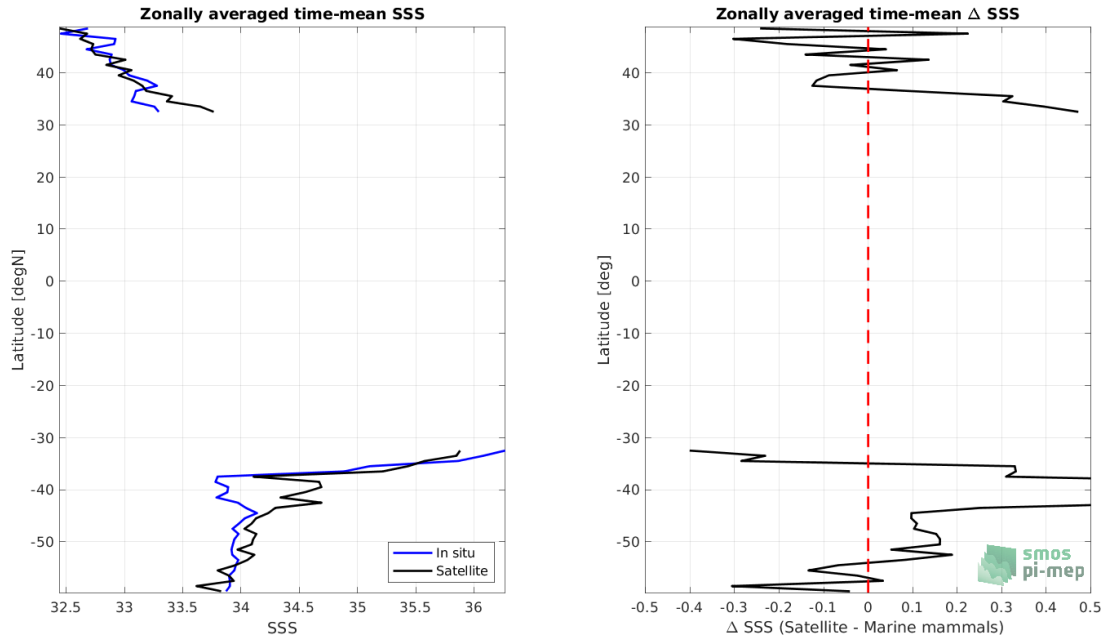 Zonally averaged time-mean SSS
Latitude [degN]
40
30
20
10
0
-10
-20
-30
-40
-50
32.5 33 33.5 34 34.5 35 35.5 36
SSS
In situ
Satellite
Zonally averaged time-mean Δ SSS
Latitude [deg]
40
30
20
10
0
-10
-20
-30
-40
-50
-0.5 -0.4 -0.3 -0.2 -0.1 0 0.1 0.2 0.3 0.4 0.5
Δ SSS (Satellite - Marine mammals)
smos
pi-mep